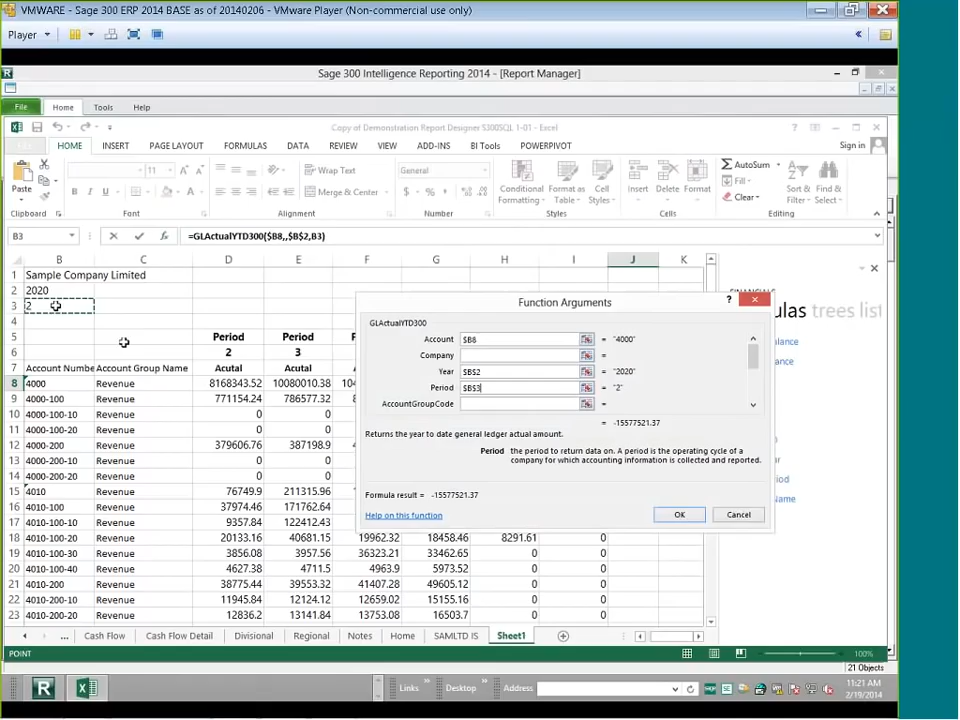 VMWARE - Sage 300 ERP 2014 BASE as of 20140206 - VMware Player (Non-commercial use only)
Player
Sage 300 Intelligence Reporting 2014 - [Report Manager]
File Home Tools Help
Copy of Demonstration Report Designer S300SQL 1-01 - Excel
HOME INSERT PAGE LAYOUT FORMULAS DATA REVIEW VIEW ADD-INS BI Tools POWERPIVOT Sign in
Paste 11 Wrap Text General Conditional Format as Insert Delete Format AutoSum Sort & Find &
B I U Merge & Center $ % Formatting Table Styles Fill Filter Select
Clear
Clipboard Font Alignment Number Styles Cells Editing
B3 fx =GLActualYTD300($B8,,$B$2,B3)
B C D E F G H I J K
1 Sample Company Limited
2 2020
3 2
4
5 Period Period
6 2 3
7 Account Numbe Account Group Name Acutal Acutal
8 4000 Revenue 8168343.52 10080010.38 104
9 4000-100 Revenue 771154.24 786577.32
10 4000-100-10 Revenue 0 0
11 4000-100-20 Revenue 0 0
12 4000-200 Revenue 379606.76 387198.9
13 4000-200-10 Revenue 0 0
14 4000-200-20 Revenue 0 0
15 4010 Revenue 76749.9 211315.96
16 4010-100 Revenue 37974.46 171762.64
17 4010-100-10 Revenue 9357.84 122412.43
18 4010-100-20 Revenue 20133.16 40681.15 19962.32 18458.46 8291.61 0
19 4010-100-30 Revenue 3856.08 3957.56 36323.21 33462.65 0 0
20 4010-100-40 Revenue 4627.38 4711.5 4963.9 5973.52 0 0
21 4010-200 Revenue 38775.44 39553.32 41407.28 49605.12 0 0
22 4010-200-10 Revenue 11945.84 12124.12 12659.02 15155.16 0 0
23 4010-200-20 Revenue 12836.2 13141.84 13753.08 16503.7 0 0
Function Arguments
GLActualYTD300
Account $B8 = "4000"
Company =
Year $B$2 = "2020"
Period $B$3 = "2"
AccountGroupCode =
= -15577521.37
Returns the year to date general ledger actual amount.
Period the period to return data on. A period is the operating cycle of a
company for which accounting information is collected and reported.
Formula result = -15577521.37
Help on this function
OK Cancel
ulas trees list
alance
ance
ar
iod
Name
... Cash Flow Cash Flow Detail Divisional Regional Notes Home SAMLTD IS Sheet1
POINT 100%
21 Objects
Links Desktop Address
11:21 AM
2/19/2014